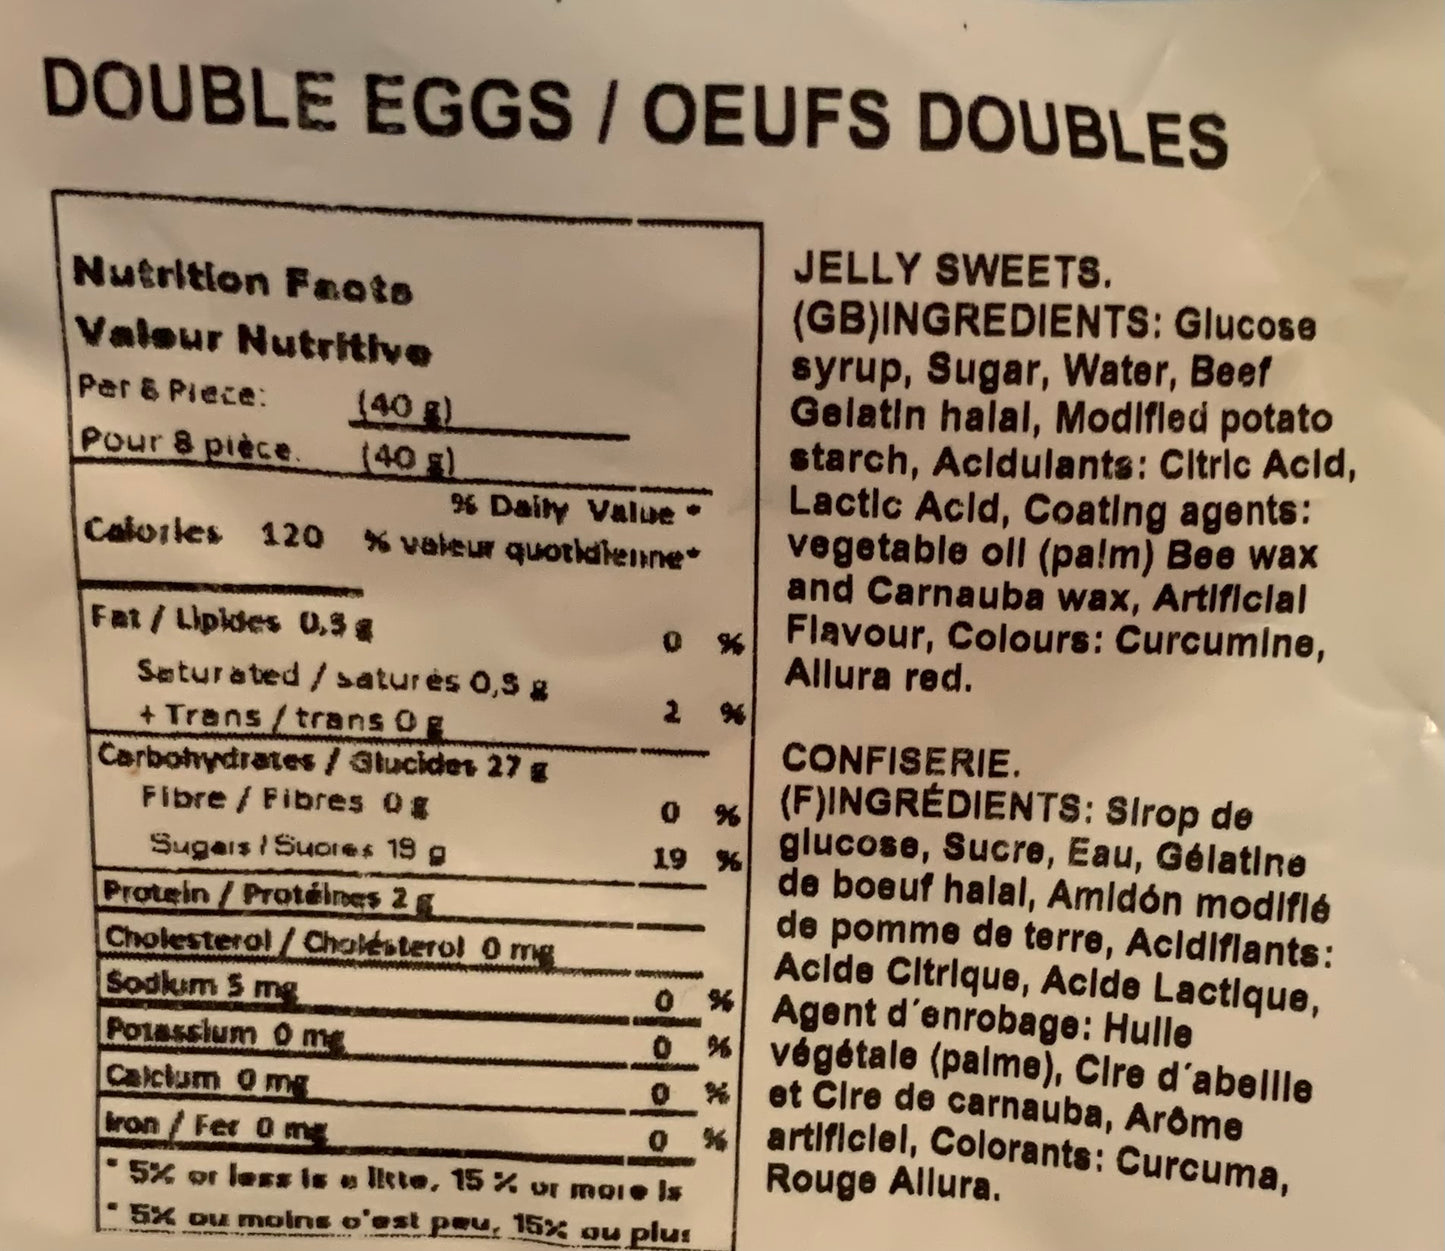 DOUBLE EGGS / OEUFS DOUBLES
Nutrition Facts
Valeur Nutritive
Per 8 Piece: (40 g)
Pour 8 pièce. (40 g)
% Daily Value *
Calories 120 % valeur quotidienne*
Fat / Lipides 0,5 g 0 %
Saturated / saturés 0,5 g
+ Trans / trans 0 g 2 %
Carbohydrates / Glucides 27 g
Fibre / Fibres 0 g 0 %
Sugars / Sucres 19 g 19 %
Protein / Protéines 2 g
Cholesterol / Cholésterol 0 mg
Sodium 5 mg 0 %
Potassium 0 mg 0 %
Calcium 0 mg 0 %
Iron / Fer 0 mg 0 %
* 5% or less is a litte, 15 % or more is
* 5% ou moins c'est peu, 15% ou plus
JELLY SWEETS.
(GB)INGREDIENTS: Glucose
syrup, Sugar, Water, Beef
Gelatin halal, Modified potato
starch, Acidulants: Citric Acid,
Lactic Acid, Coating agents:
vegetable oil (palm) Bee wax
and Carnauba wax, Artificial
Flavour, Colours: Curcumine,
Allura red.
CONFISERIE.
(F)INGRÉDIENTS: Sirop de
glucose, Sucre, Eau, Gélatine
de boeuf halal, Amidón modifié
de pomme de terre, Acidifiants:
Acide Citrique, Acide Lactique,
Agent d´enrobage: Huile
végétale (palme), Cire d´abeille
et Cire de carnauba, Arôme
artificiel, Colorants: Curcuma,
Rouge Allura.